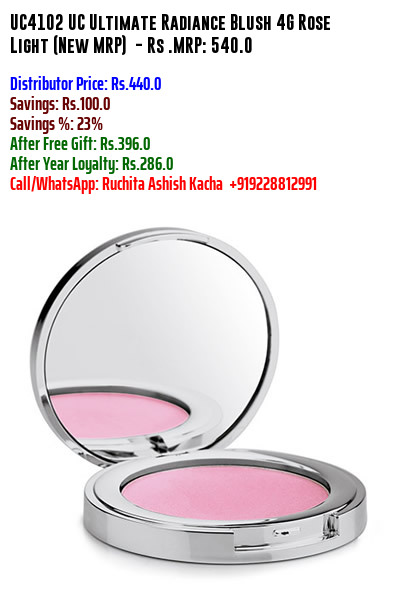 UC4102 UC Ultimate Radiance Blush 4G Rose
Light (New MRP) - Rs .MRP: 540.0
Distributor Price: Rs.440.0
Savings: Rs.100.0
Savings %: 23%
After Free Gift: Rs.396.0
After Year Loyalty: Rs.286.0
Call/WhatsApp: Ruchita Ashish Kacha +919228812991